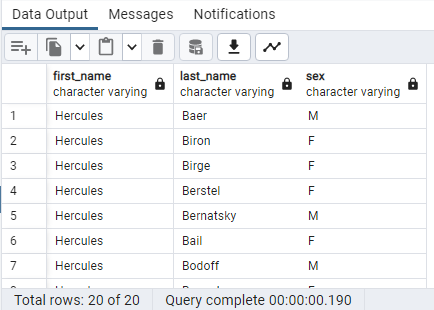 Data Output Messages Notifications
first_name last_name sex
character varying character varying character varying
1 Hercules Baer M
2 Hercules Biron F
3 Hercules Birge F
4 Hercules Berstel F
5 Hercules Bernatsky M
6 Hercules Bail F
7 Hercules Bodoff M
Total rows: 20 of 20 Query complete 00:00:00.190